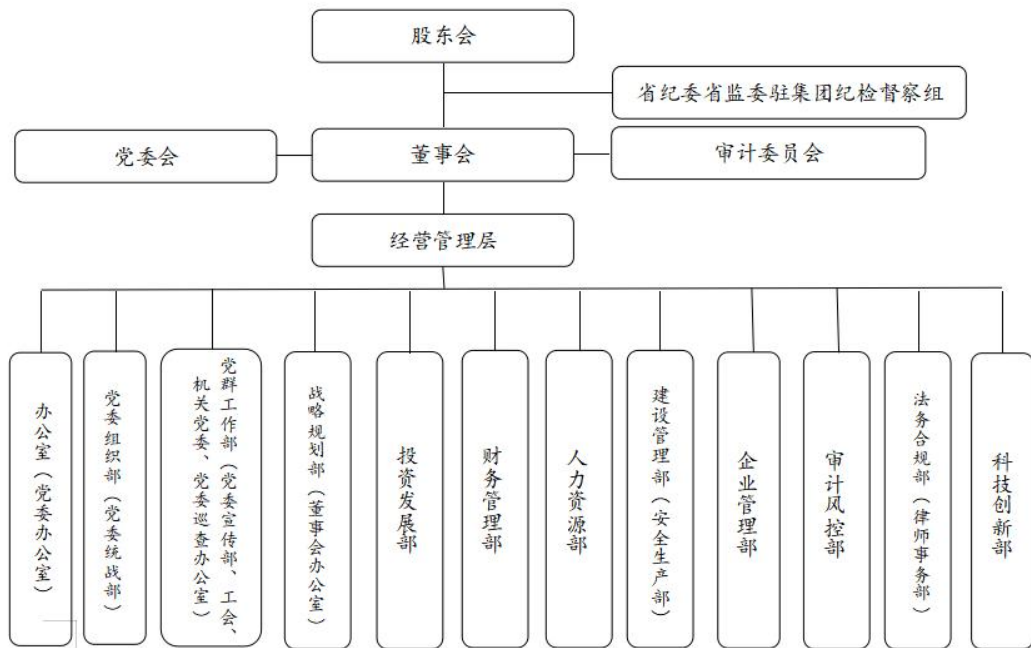 股东会
省纪委省监委驻集团纪检督察组
党委会
董事会
审计委员会
经营管理层
办公室（党委办公室）
党委组织部（党委统战部）
党群工作部（党委宣传部、工会、
机关党委、党委巡查办公室）
战略规划部（董事会办公室）
投资发展部
财务管理部
人力资源部
建设管理部（安全生产部）
企业管理部
审计风控部
法务合规部（律师事务部）
科技创新部